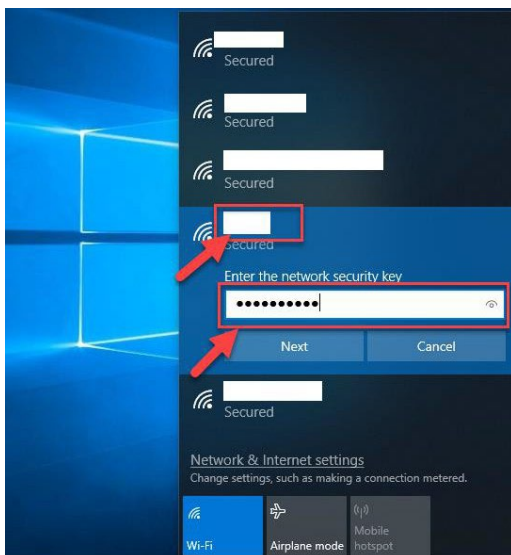 Secured
Secured
Secured
Secured
Enter the network security key
••••••••••
Next Cancel
Secured
Network & Internet settings
Change settings, such as making a connection metered.
Wi-Fi
Airplane mode
Mobile
hotspot